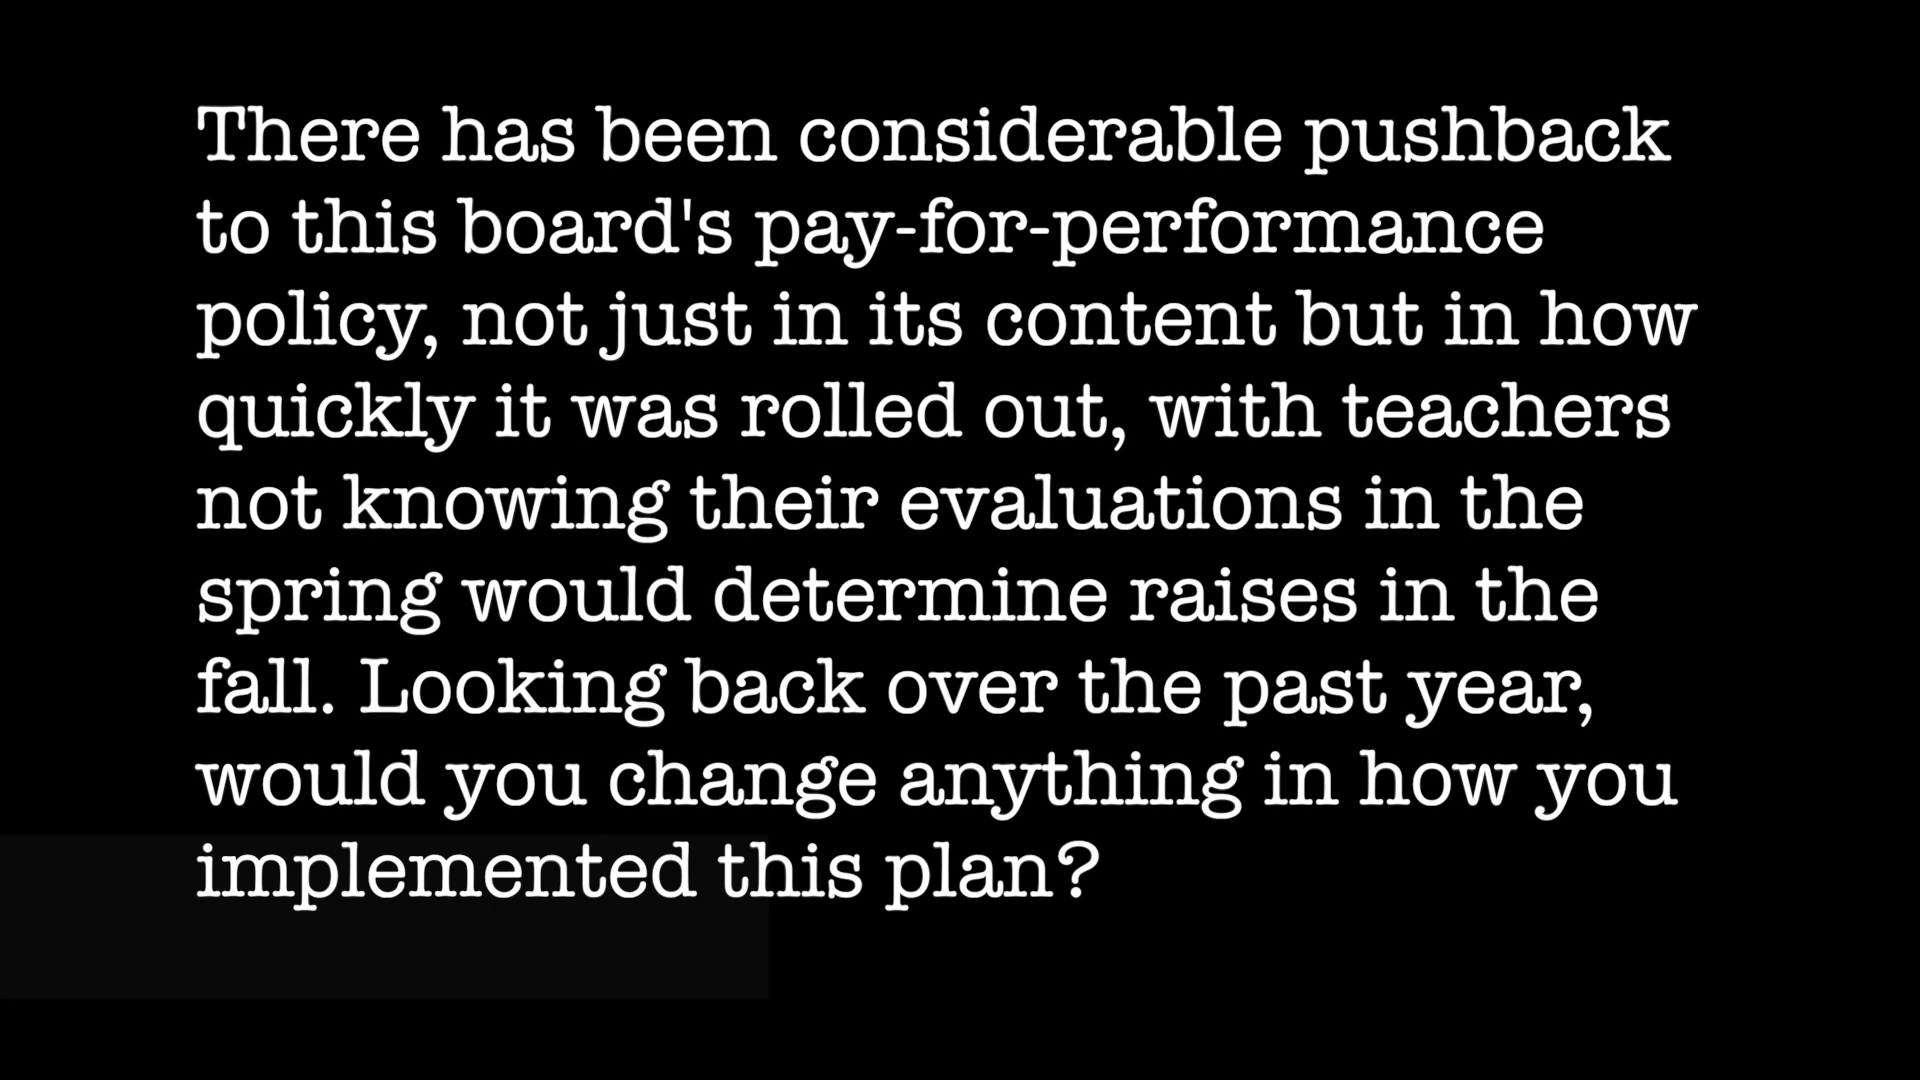 There has been considerable pushback
to this board's pay-for-performance
policy, not just in its content but in how
quickly it was rolled out, with teachers
not knowing their evaluations in the
spring would determine raises in the
fall. Looking back over the past year,
would you change anything in how you
implemented this plan?